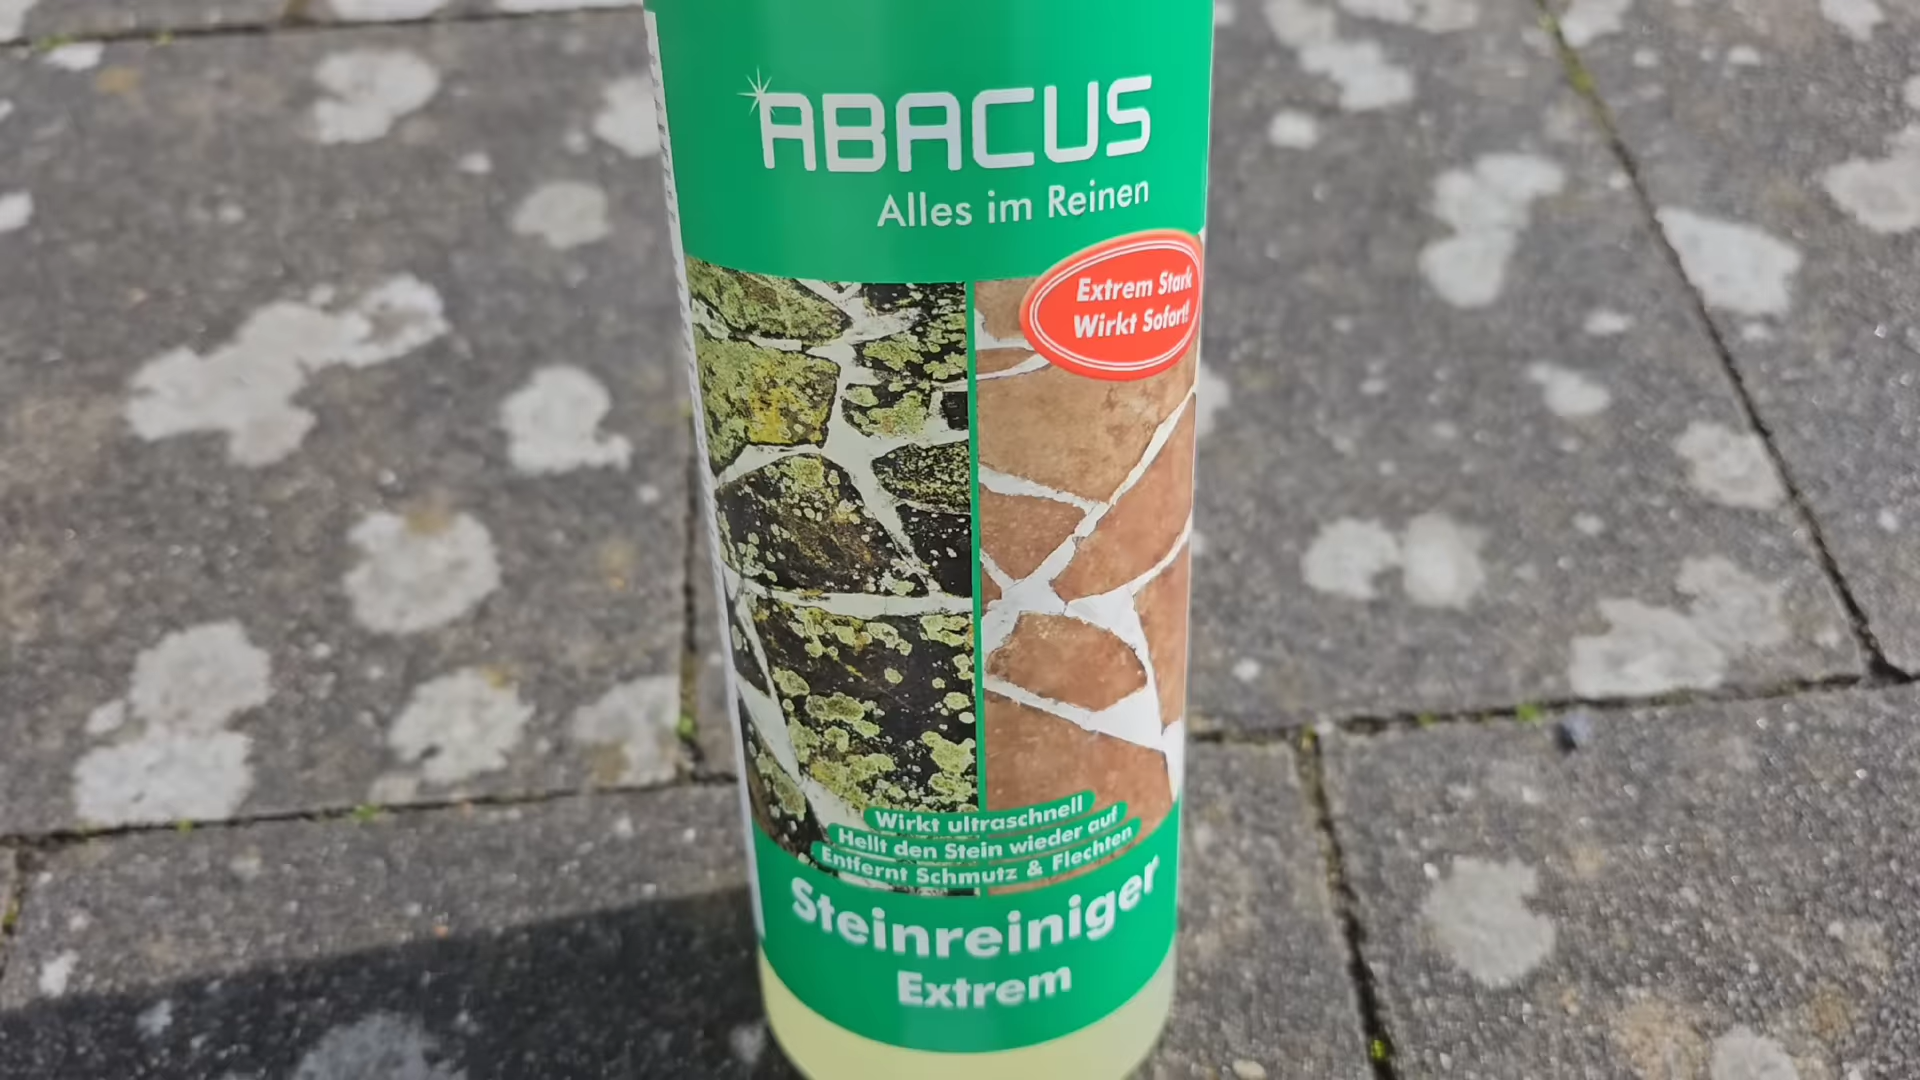 ABACUS
Alles im Reinen
Extrem Stark
Wirkt Sofort!
Wirkt ultraschnell
Hellt den Stein wieder auf
Entfernt Schmutz & Flechten
Steinreiniger
Extrem